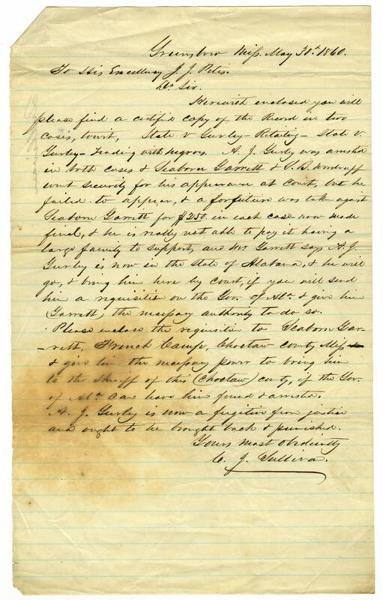 Greensboro Miss. May 30th 1860.
To His Excellency J. J. Pettus.
Dr Sir.
Herewith enclosed you will
please find a certified copy of the Record in two
cases, towit, State v Gurley - Retailing - State v
Gurley - Trading with negroes. A. J. Gurly was arrested
in both cases & Seaborn Garrett & 
went security for his appearance at Court, but he
failed to appear, & a forfeiture was taken against
Seaborn Garrett for $250. in each case now made
final, & he is really not able to pay it having a
large family to support, and Mr Garrett says A. J.
Gurley is now in the State of Alabama, & he will
go, & bring him here by court, if you will send
him a requisition on the Gov. of Ala. & give him
Garrett, the necessary authority to do so.
Please enclose the requisition to Seaborn Gar-
rett, French Camps, Choctaw county Miss
& give him the necessary power to bring him
to the Sheriff of this (Choctaw) county, if the Gov.
of Ala can have him found & arrested.
A. J. Gurly is now a fugitive from justice
and ought to be brought back & punished.
Yours most obediently
C. J. Sullivan.